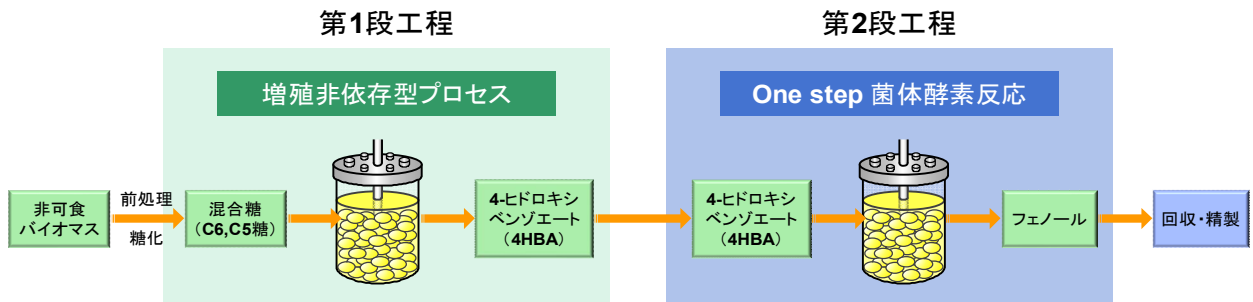 第1段工程
第2段工程
増殖非依存型プロセス
One step 菌体酵素反応
非可食
バイオマス
前処理
糖化
混合糖
(C6,C5糖)
4-ヒドロキシ
ベンゾエート
(4HBA)
4-ヒドロキシ
ベンゾエート
(4HBA)
フェノール
回収・精製